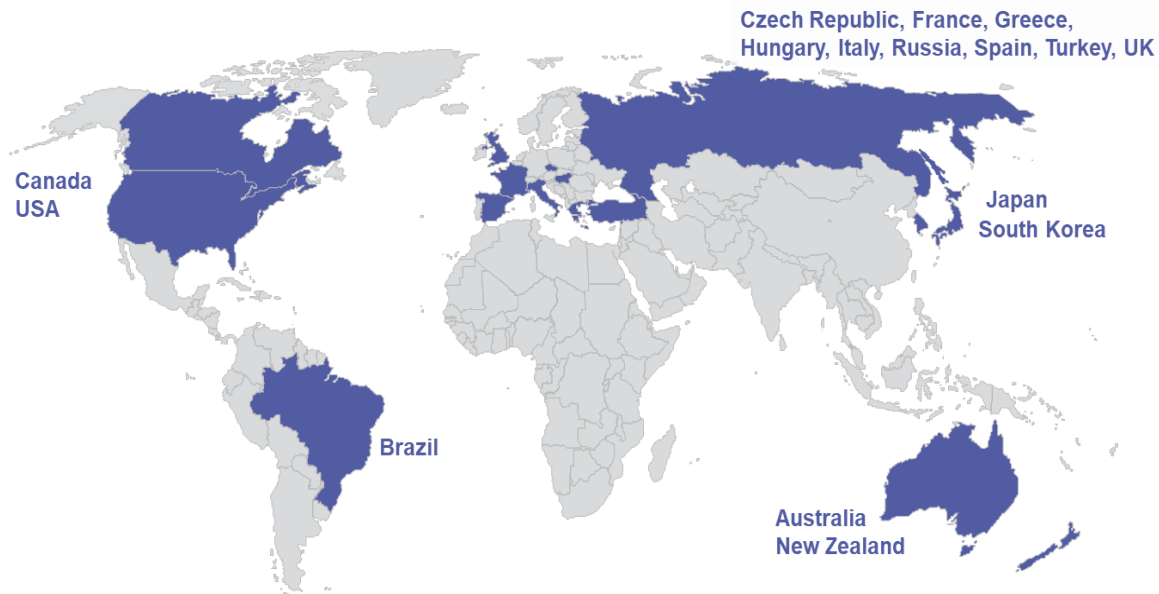 Czech Republic, France, Greece,
Hungary, Italy, Russia, Spain, Turkey, UK
Canada
USA
Japan
South Korea
Brazil
Australia
New Zealand